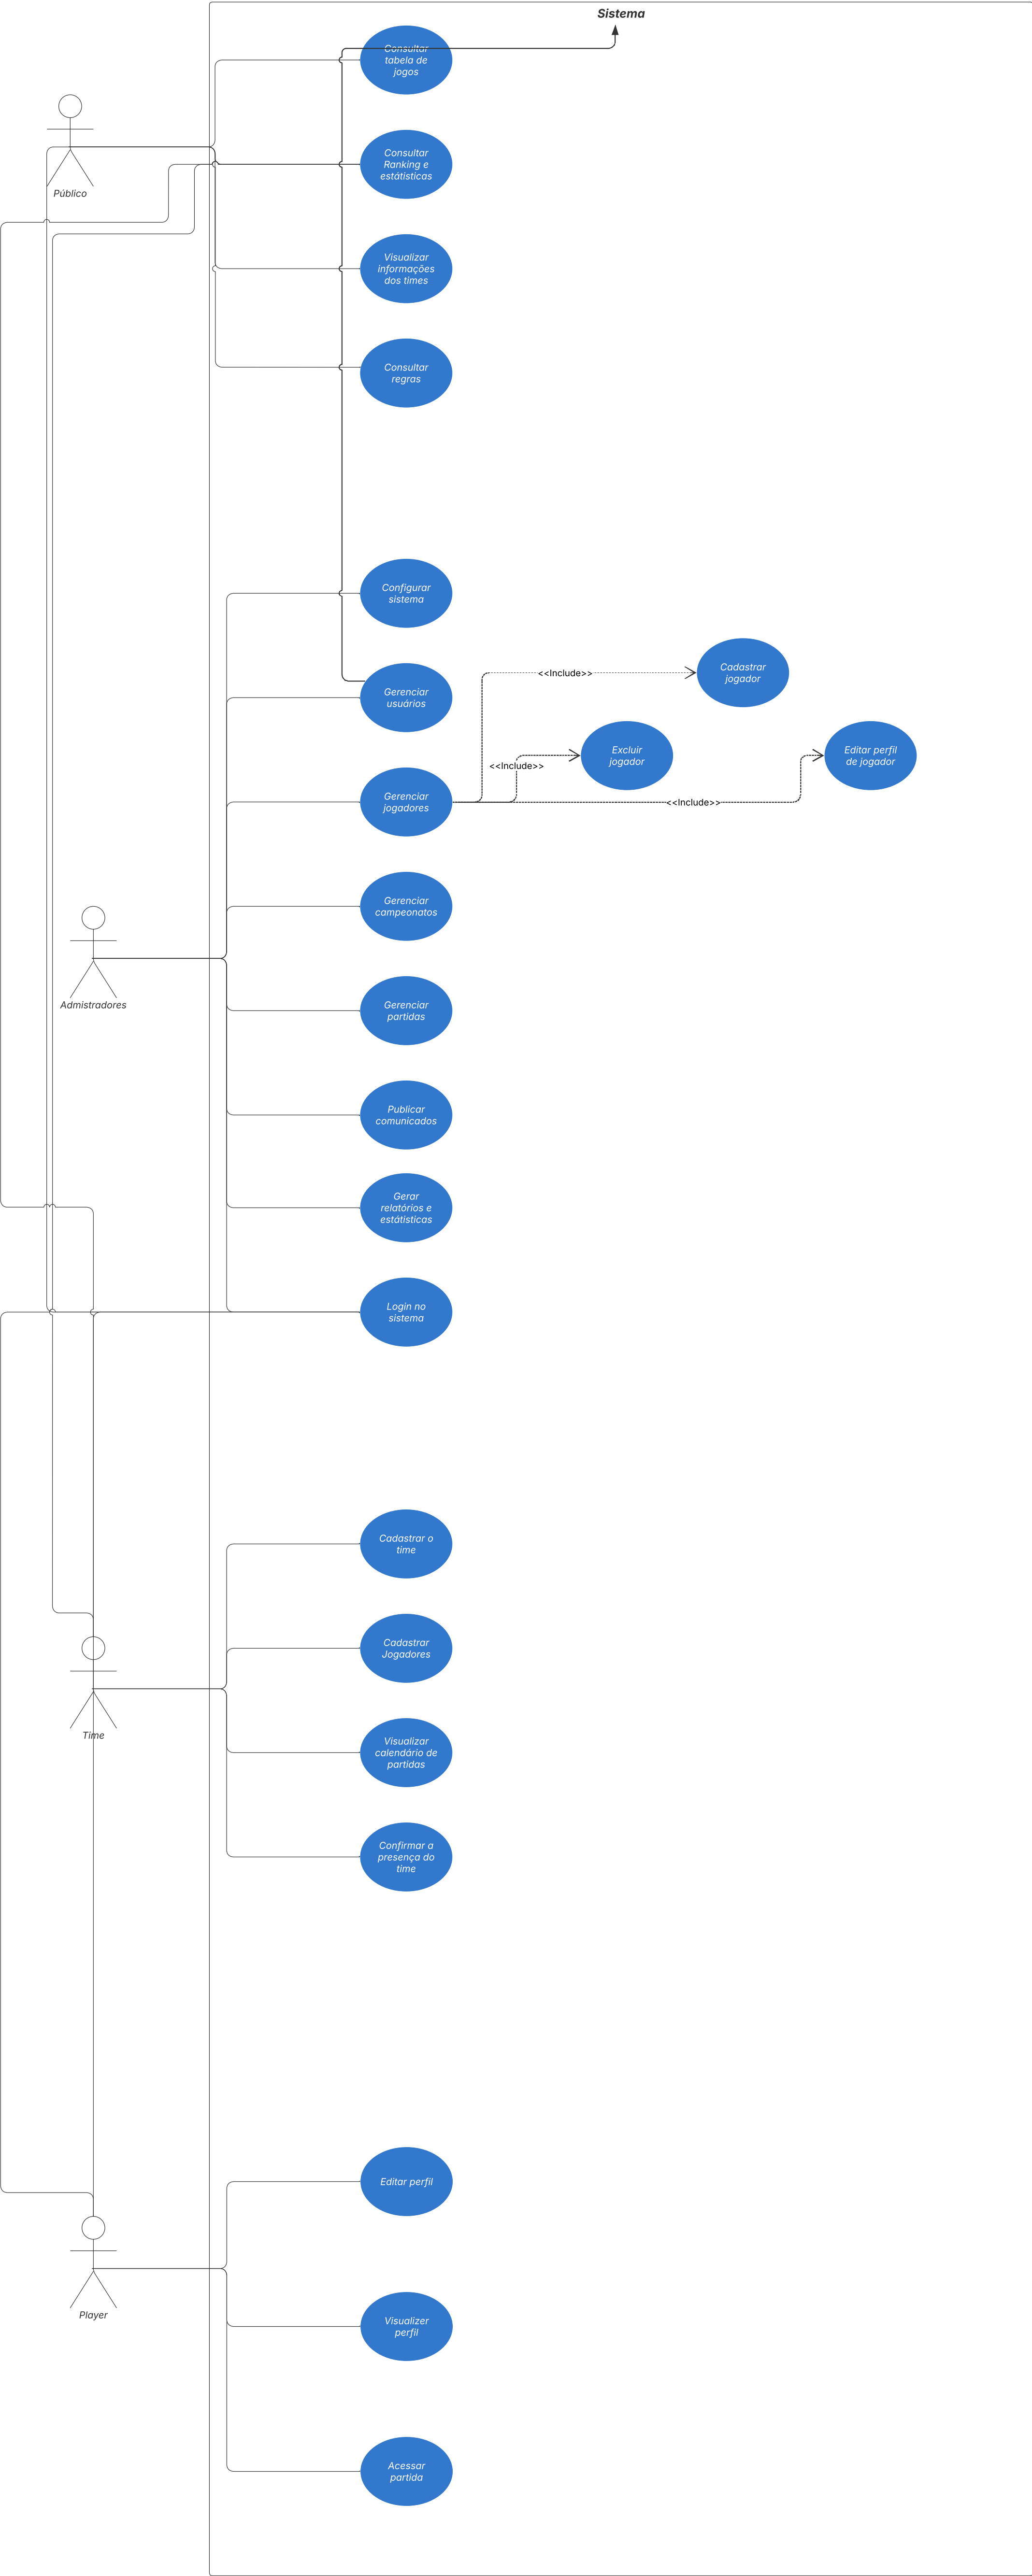 Sistema
Consultar
tabela de
jogos
Consultar
Ranking e
estátisticas
Público
Visualizar
informações
dos times
Consultar
regras
Configurar
sistema
Gerenciar
usuários
<<Include>>
Cadastrar
jogador
Excluir
jogador
Editar perfil
de jogador
<<Include>>
Gerenciar
jogadores
<<Include>>
Gerenciar
campeonatos
Admistradores
Gerenciar
partidas
Publicar
comunicados
Gerar
relatórios e
estátisticas
Login no
sistema
Cadastrar o
time
Cadastrar
Jogadores
Time
Visualizar
calendário de
partidas
Confirmar a
presença do
time
Editar perfil
Player
Visualizer
perfil
Acessar
partida